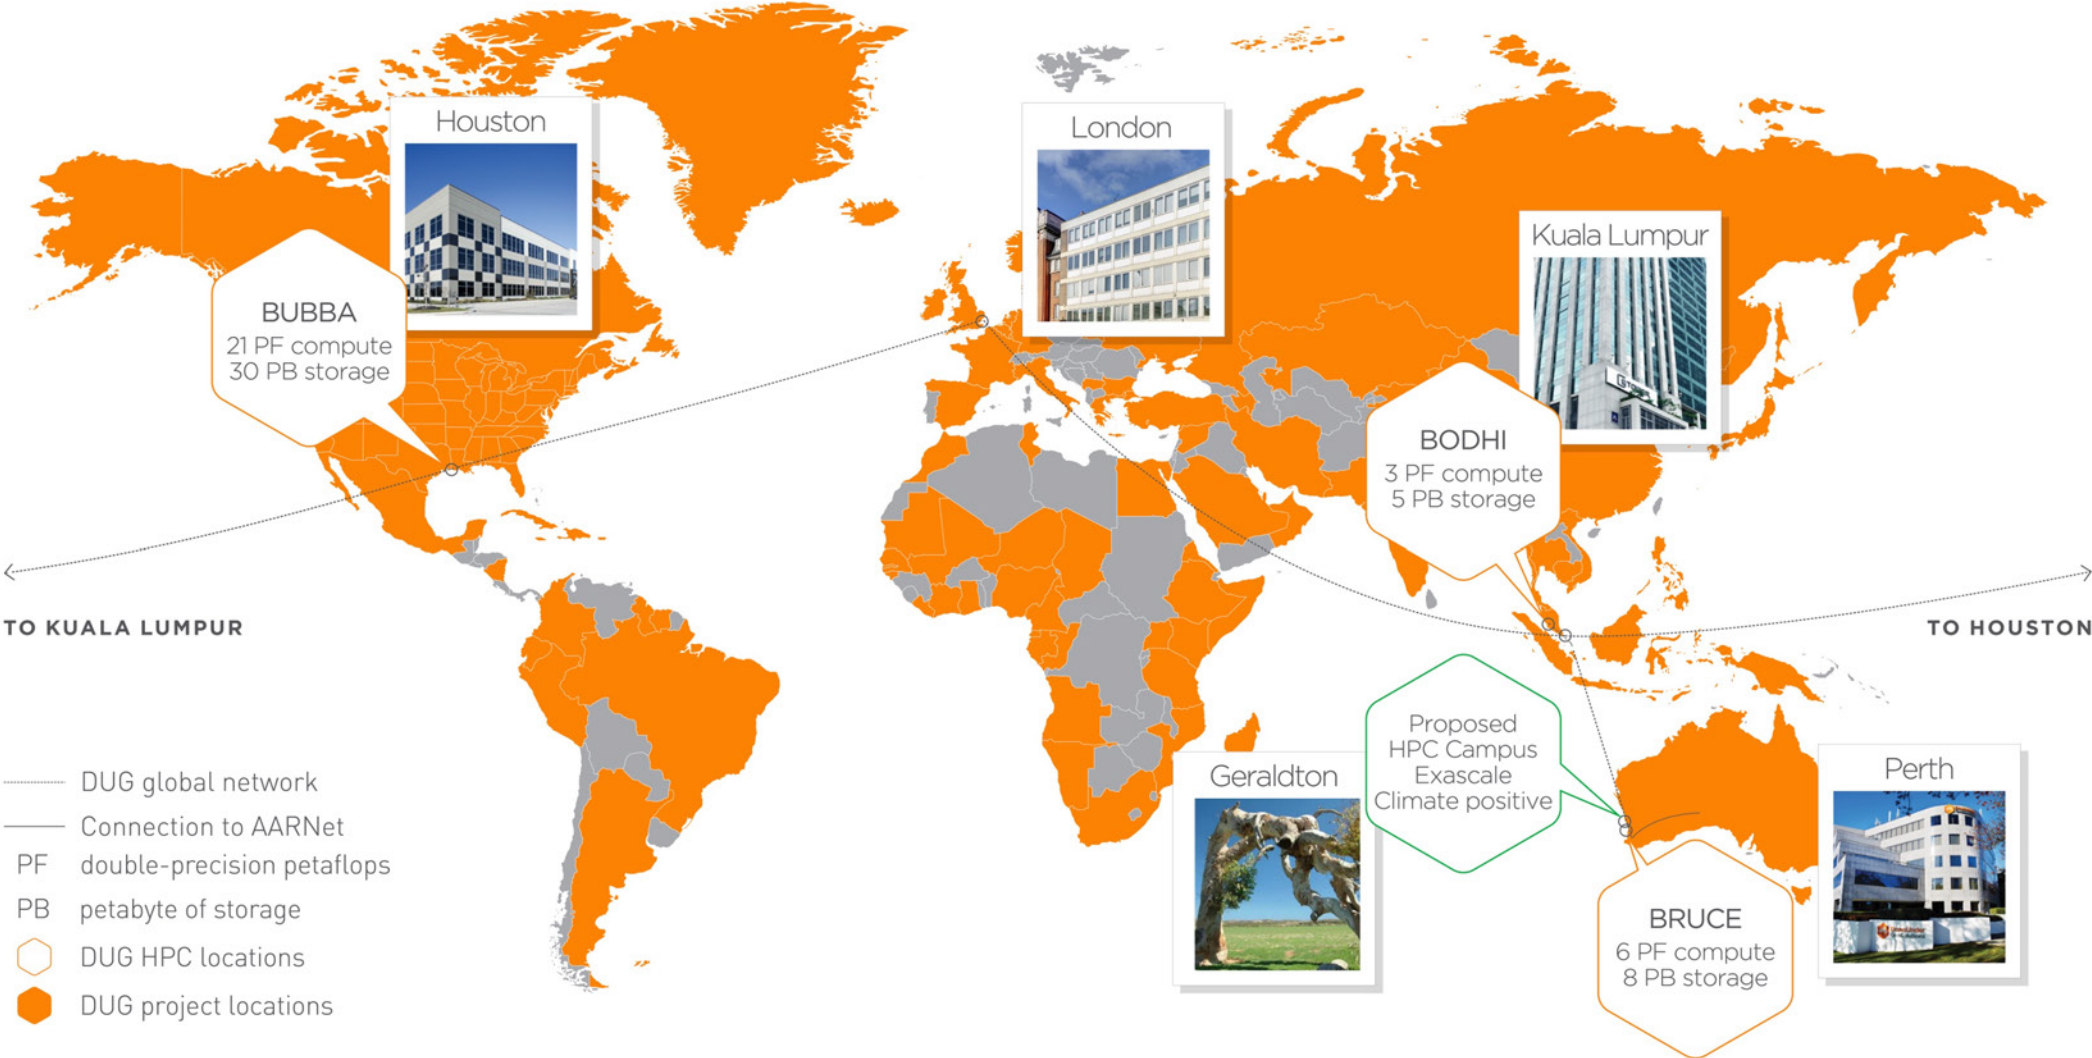 Houston
London
Kuala Lumpur
BUBBA
21 PF compute
30 PB storage
BODHI
3 PF compute
5 PB storage
TO KUALA LUMPUR
TO HOUSTON
Proposed
HPC Campus
Exascale
Climate positive
Geraldton
Perth
BRUCE
6 PF compute
8 PB storage
DUG global network
Connection to AARNet
PF double-precision petaflops
PB petabyte of storage
DUG HPC locations
DUG project locations